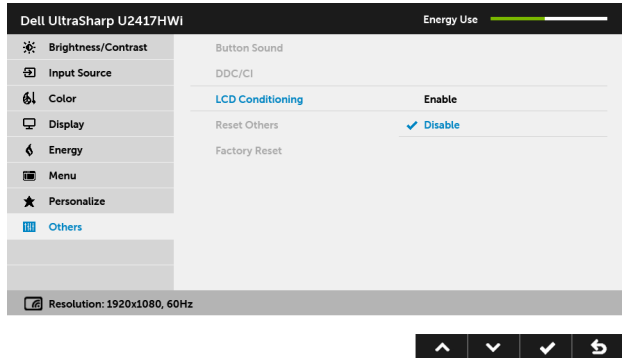 Dell UltraSharp U2417HWi Energy Use
Brightness/Contrast Button Sound
Input Source DDC/CI
Color LCD Conditioning Enable
Display Reset Others Disable
Energy Factory Reset
Menu
Personalize
Others
Resolution: 1920x1080, 60Hz